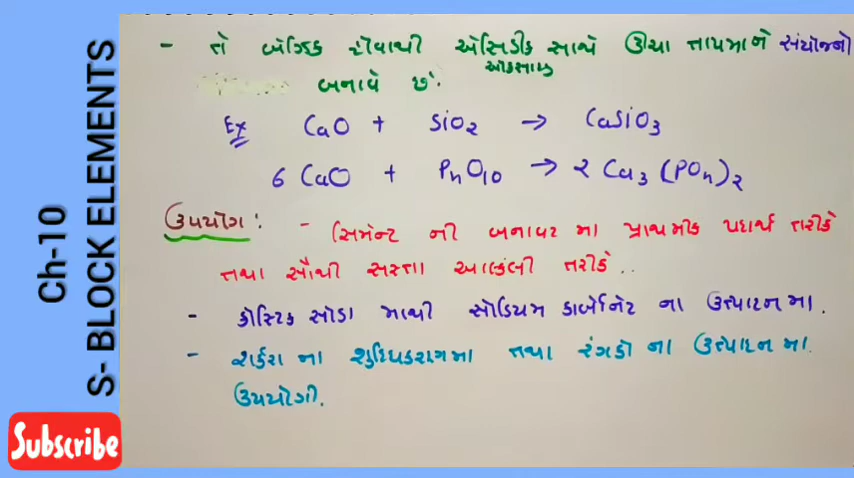 - તે બેઝિક હોવાથી એસિડીક ઓક્સાઇડ સાથે ઊંચા તાપમાને સંયોજનો
બનાવે છે.
Ex CaO + SiO₂ → CaSiO₃
6 CaO + P₄O₁₀ → 2 Ca₃ (PO₄)₂
ઉપયોગ : - સિમેન્ટ ની બનાવટ મા પ્રાથમીક પદાર્થ તરીકે
તથા સૌથી સસ્તા આલ્કલી તરીકે ..
- કોસ્ટિક સોડા માથી સોડિયમ કાર્બોનેટ ના ઉત્પાદન મા.
- શર્કરા ના શુદ્ધિકરણમા તથા રંગકો ના ઉત્પાદન મા.
ઉપયોગી.
Ch-10
S- BLOCK ELEMENTS
Subscribe